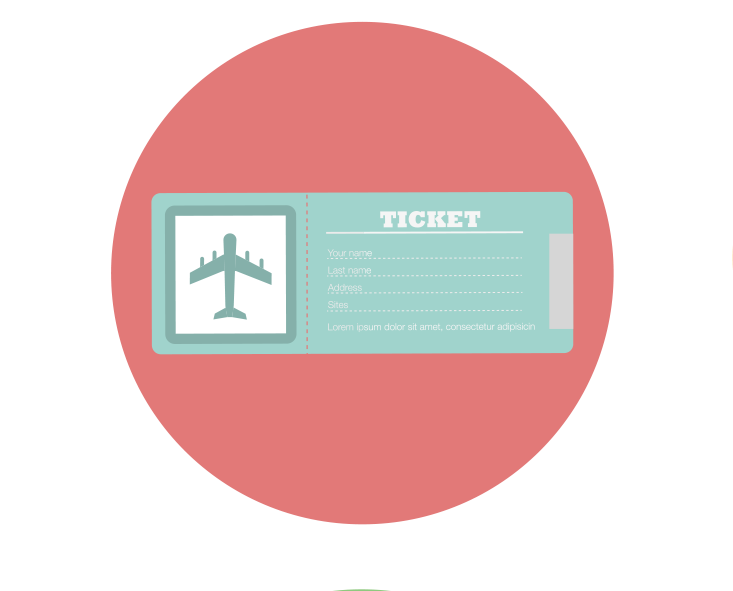 TICKET
Your name
Last name
Address
Sites
Lorem ipsum dolor sit amet, consectetur adipisicin